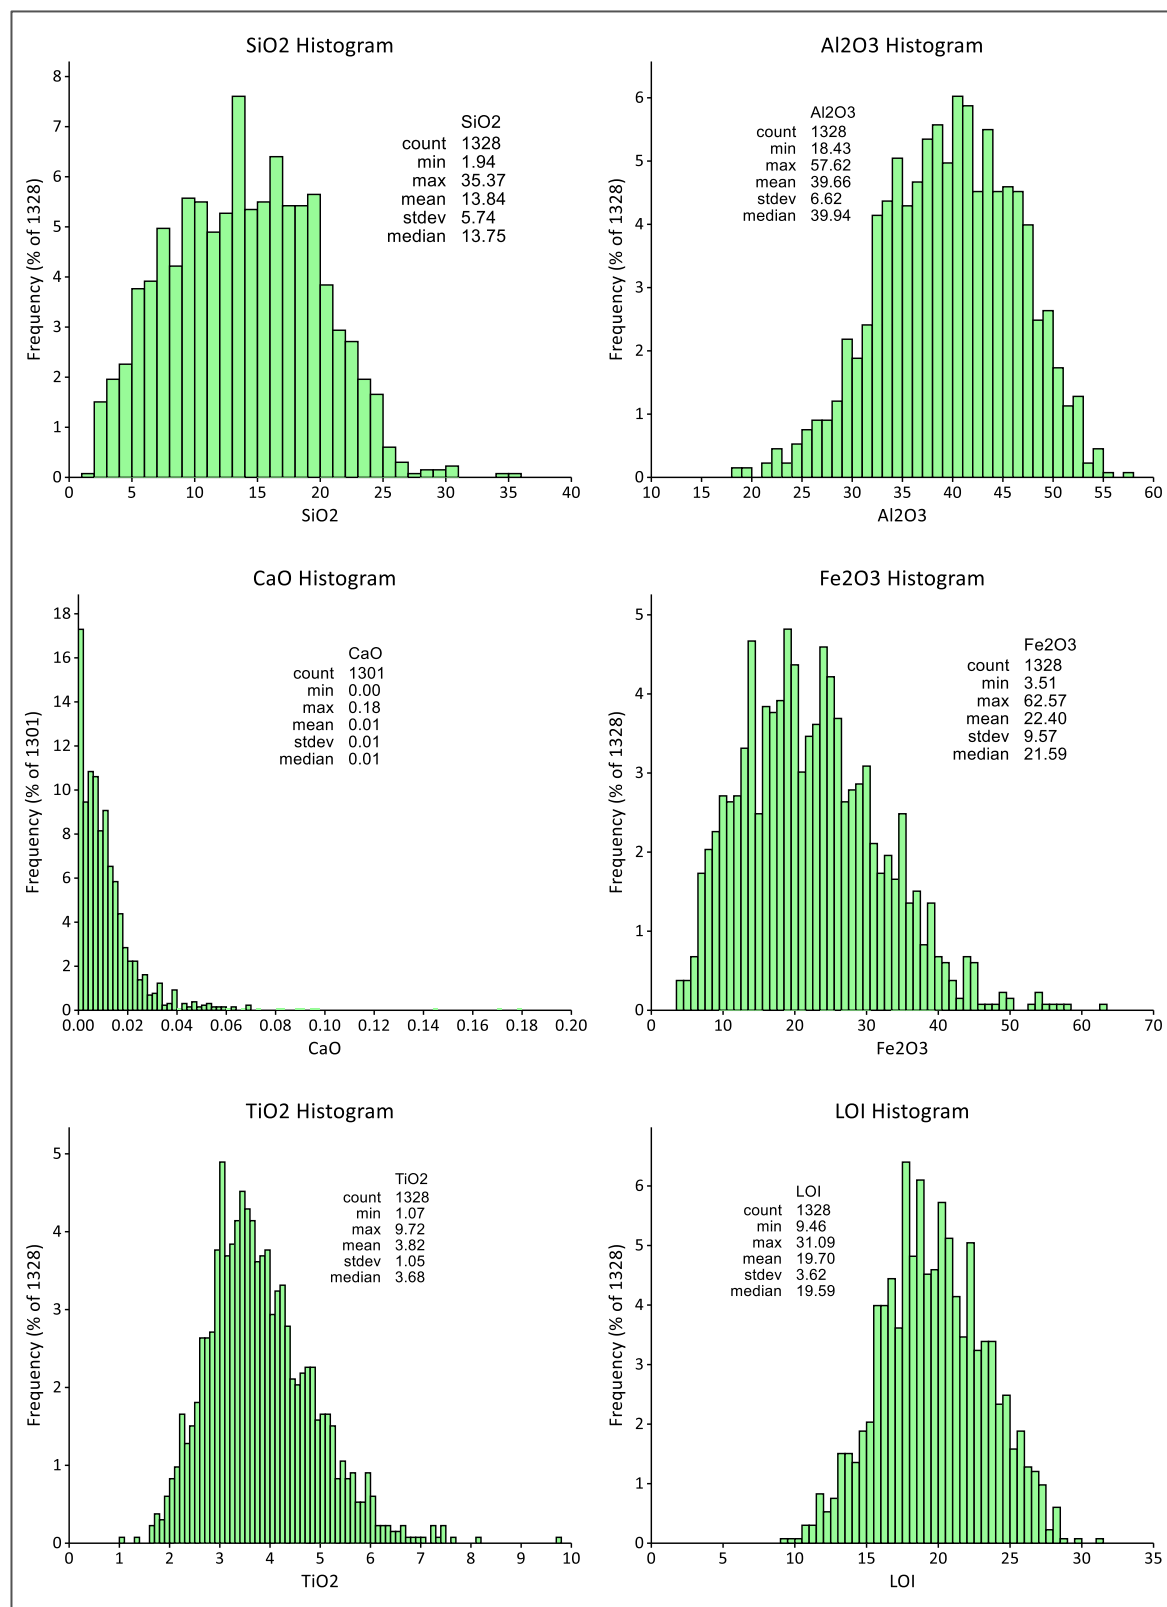 SiO2 Histogram
8
7
6
5
4
3
2
1
0
Frequency (% of 1328)
SiO2
count 1328
min 1.94
max 35.37
mean 13.84
stdev 5.74
median 13.75
0 5 10 15 20 25 30 35 40
SiO2
Al2O3 Histogram
6
5
4
3
2
1
0
Frequency (% of 1328)
Al2O3
count 1328
min 18.43
max 57.62
mean 39.66
stdev 6.62
median 39.94
10 15 20 25 30 35 40 45 50 55 60
Al2O3
CaO Histogram
18
16
14
12
10
8
6
4
2
0
Frequency (% of 1301)
CaO
count 1301
min 0.00
max 0.18
mean 0.01
stdev 0.01
median 0.01
0.00 0.02 0.04 0.06 0.08 0.10 0.12 0.14 0.16 0.18 0.20
CaO
Fe2O3 Histogram
5
4
3
2
1
0
Frequency (% of 1328)
Fe2O3
count 1328
min 3.51
max 62.57
mean 22.40
stdev 9.57
median 21.59
0 10 20 30 40 50 60 70
Fe2O3
TiO2 Histogram
5
4
3
2
1
0
Frequency (% of 1328)
TiO2
count 1328
min 1.07
max 9.72
mean 3.82
stdev 1.05
median 3.68
0 1 2 3 4 5 6 7 8 9 10
TiO2
LOI Histogram
6
5
4
3
2
1
0
Frequency (% of 1328)
LOI
count 1328
min 9.46
max 31.09
mean 19.70
stdev 3.62
median 19.59
0 5 10 15 20 25 30 35
LOI